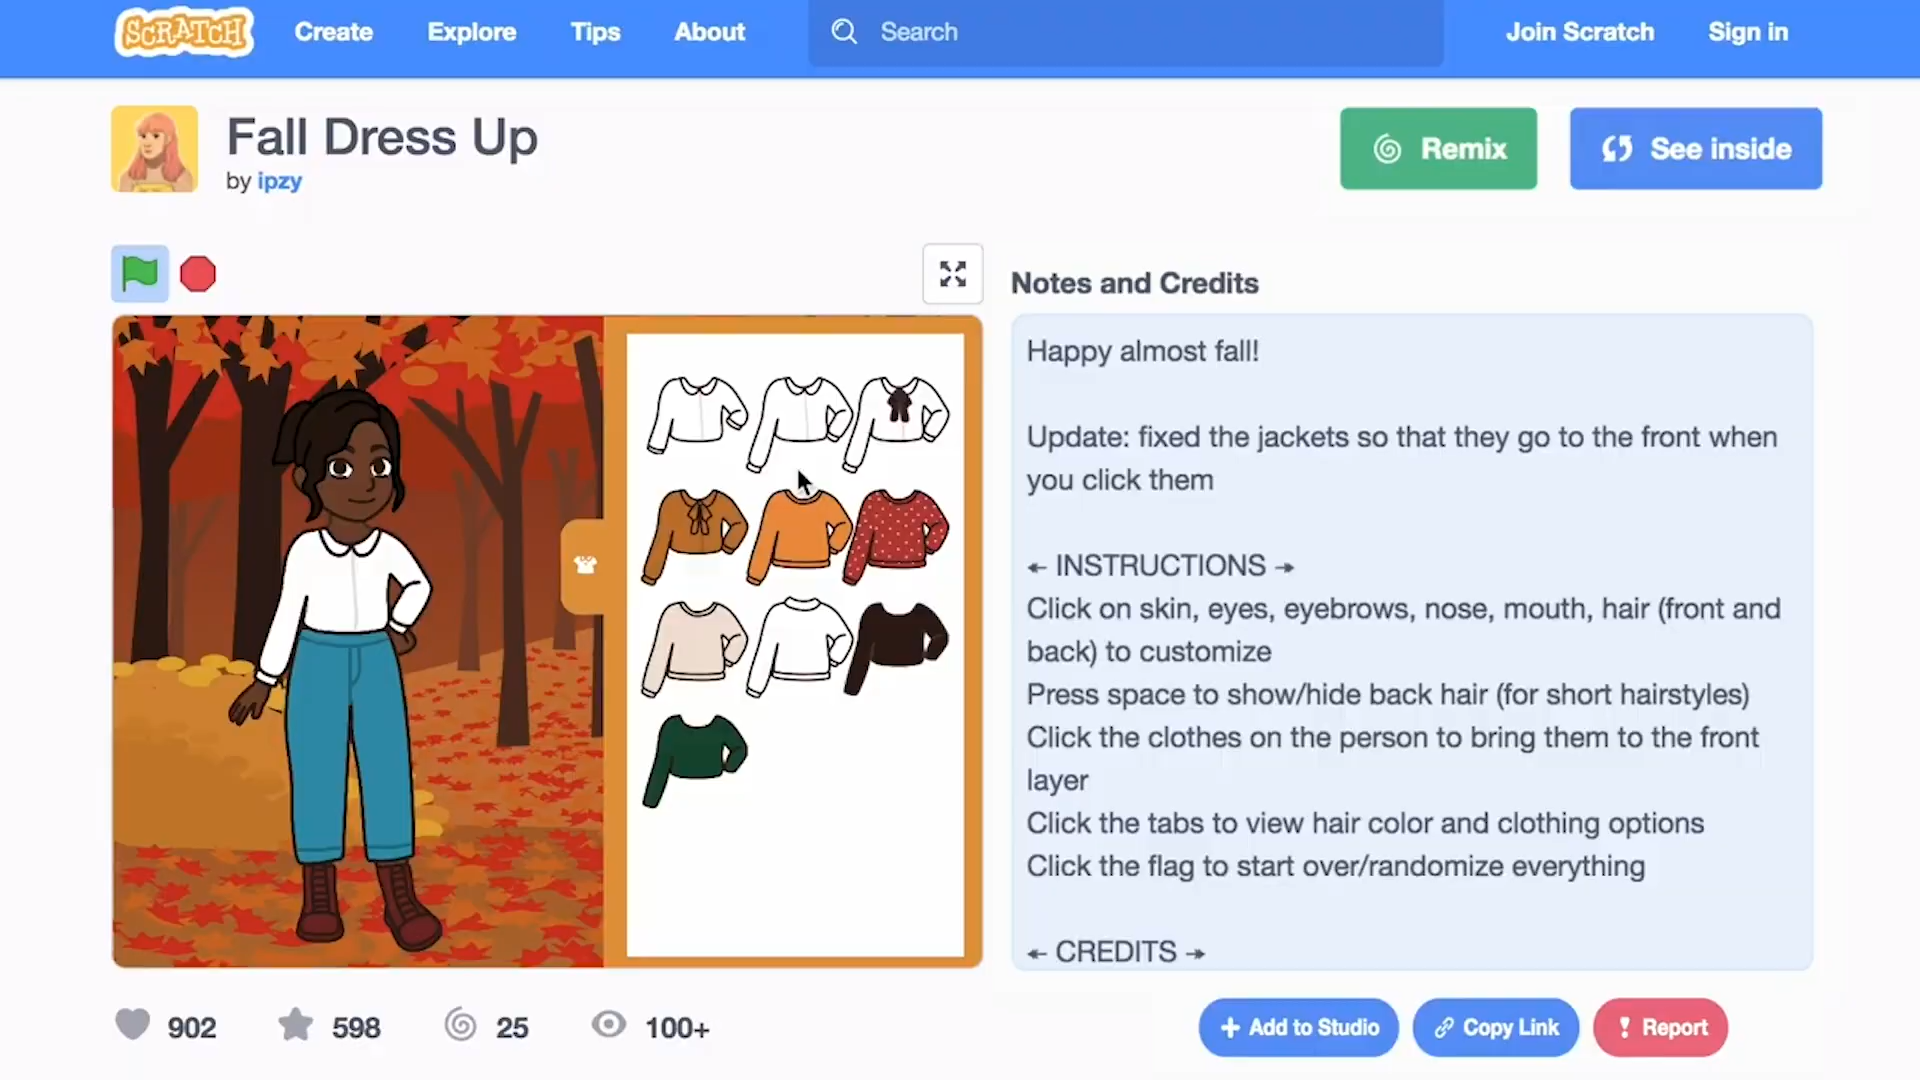 SCRATCH Create Explore Tips About Search Join Scratch Sign in
Fall Dress Up
by ipzy
Remix See inside
Notes and Credits
Happy almost fall!
Update: fixed the jackets so that they go to the front when
you click them
← INSTRUCTIONS →
Click on skin, eyes, eyebrows, nose, mouth, hair (front and
back) to customize
Press space to show/hide back hair (for short hairstyles)
Click the clothes on the person to bring them to the front
layer
Click the tabs to view hair color and clothing options
Click the flag to start over/randomize everything
← CREDITS →
902 598 25 100+
+ Add to Studio Copy Link ! Report